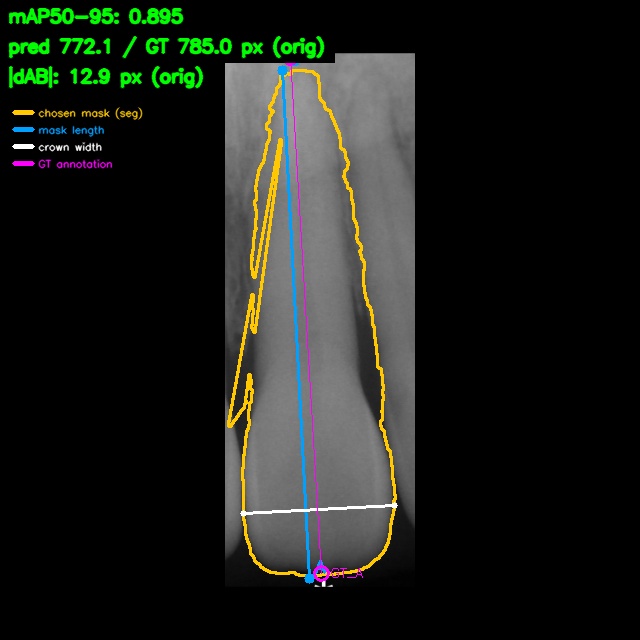 mAP50-95: 0.895
pred 772.1 / GT 785.0 px (orig)
|dAB|: 12.9 px (orig)
chosen mask (seg)
mask length
crown width
GT annotation
GT_A